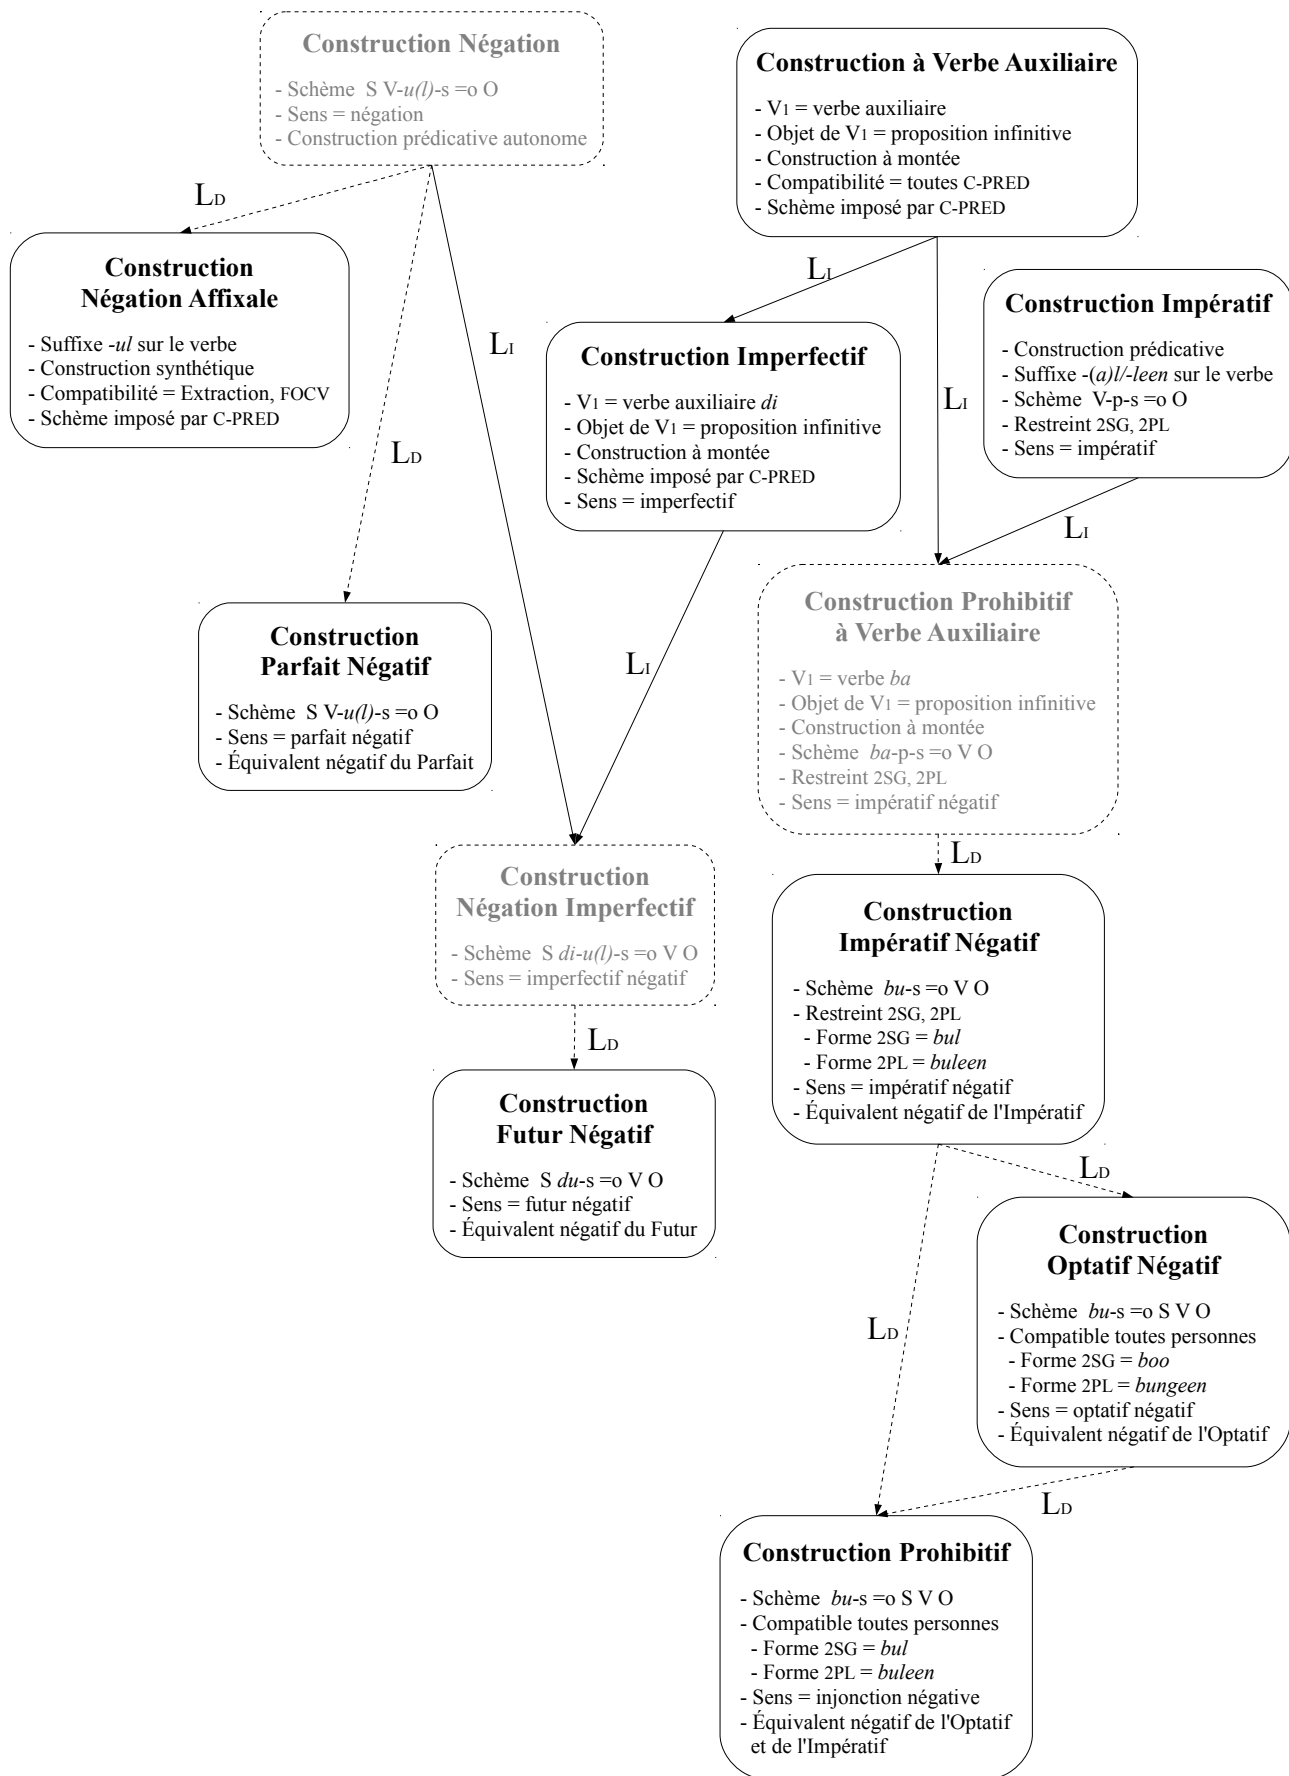 Construction Négation
- Schème S V-u(l)-s =o O
- Sens = négation
- Construction prédicative autonome
Construction à Verbe Auxiliaire
- V1 = verbe auxiliaire
- Objet de V1 = proposition infinitive
- Construction à montée
- Compatibilité = toutes C-PRED
- Schème imposé par C-PRED
LD
Construction
Négation Affixale
- Suffixe -ul sur le verbe
- Construction synthétique
- Compatibilité = Extraction, FOCV
- Schème imposé par C-PRED
LI
LI
Construction Imperfectif
- V1 = verbe auxiliaire di
- Objet de V1 = proposition infinitive
- Construction à montée
- Schème imposé par C-PRED
- Sens = imperfectif
LI
Construction Impératif
- Construction prédicative
- Suffixe -(a)l/-leen sur le verbe
- Schème V-p-s =o O
- Restreint 2SG, 2PL
- Sens = impératif
LD
LI
Construction
Parfait Négatif
- Schème S V-u(l)-s =o O
- Sens = parfait négatif
- Équivalent négatif du Parfait
LI
Construction Prohibitif
à Verbe Auxiliaire
- V1 = verbe ba
- Objet de V1 = proposition infinitive
- Construction à montée
- Schème ba-p-s =o V O
- Restreint 2SG, 2PL
- Sens = impératif négatif
Construction
Négation Imperfectif
- Schème S di-u(l)-s =o V O
- Sens = imperfectif négatif
LD
Construction
Impératif Négatif
- Schème bu-s =o V O
- Restreint 2SG, 2PL
- Forme 2SG = bul
- Forme 2PL = buleen
- Sens = impératif négatif
- Équivalent négatif de l'Impératif
LD
Construction
Futur Négatif
- Schème S du-s =o V O
- Sens = futur négatif
- Équivalent négatif du Futur
LD
Construction
Optatif Négatif
- Schème bu-s =o S V O
- Compatible toutes personnes
- Forme 2SG = boo
- Forme 2PL = bungeen
- Sens = optatif négatif
- Équivalent négatif de l'Optatif
LD
LD
Construction Prohibitif
- Schème bu-s =o S V O
- Compatible toutes personnes
- Forme 2SG = bul
- Forme 2PL = buleen
- Sens = injonction négative
- Équivalent négatif de l'Optatif
et de l'Impératif